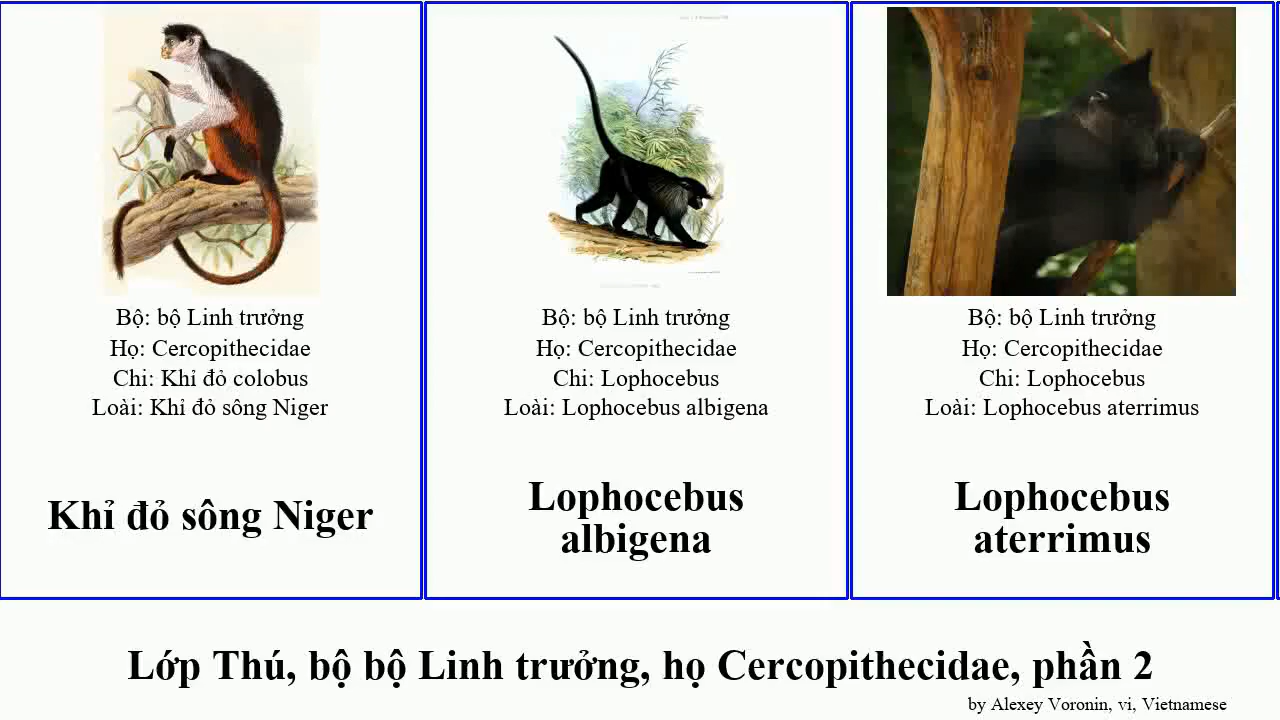 Bộ: bộ Linh trưởng
Họ: Cercopithecidae
Chi: Khỉ đỏ colobus
Loài: Khỉ đỏ sông Niger
Khỉ đỏ sông Niger
Bộ: bộ Linh trưởng
Họ: Cercopithecidae
Chi: Lophocebus
Loài: Lophocebus albigena
Lophocebus
albigena
Bộ: bộ Linh trưởng
Họ: Cercopithecidae
Chi: Lophocebus
Loài: Lophocebus aterrimus
Lophocebus
aterrimus
Lớp Thú, bộ bộ Linh trưởng, họ Cercopithecidae, phần 2
by Alexey Voronin, vi, Vietnamese